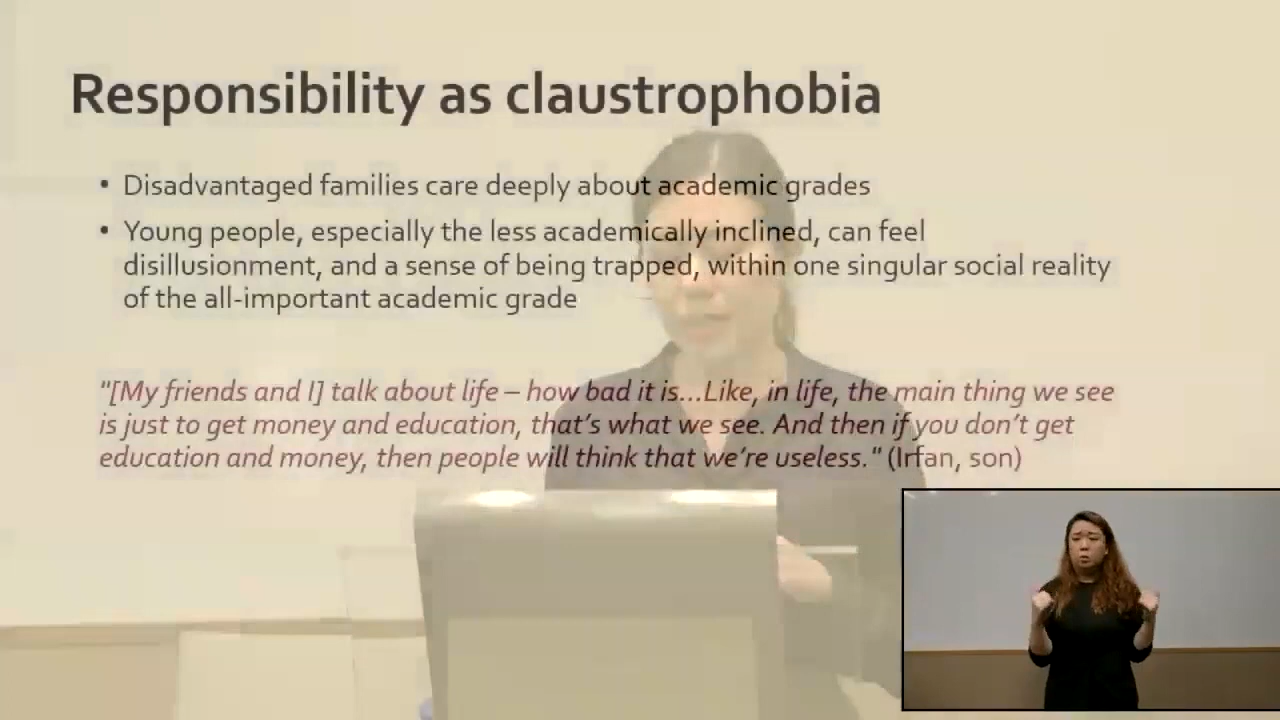 Responsibility as claustrophobia
• Disadvantaged families care deeply about academic grades
• Young people, especially the less academically inclined, can feel
disillusionment, and a sense of being trapped, within one singular social reality
of the all-important academic grade
"[My friends and I] talk about life – how bad it is...Like, in life, the main thing we see
is just to get money and education, that's what we see. And then if you don't get
education and money, then people will think that we're useless." (Irfan, son)